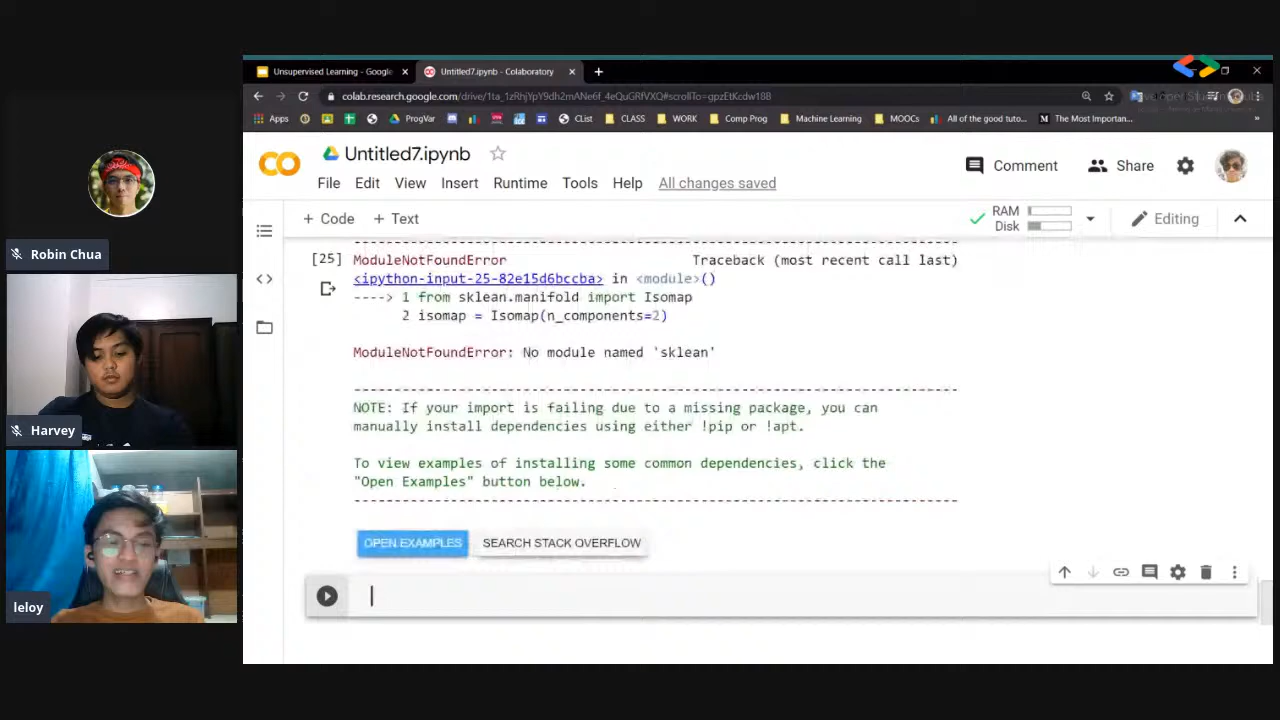 Unsupervised Learning - Google
Untitled7.ipynb - Colaboratory
colab.research.google.com/drive/1ta_1zRhjYpY9dh2mANe6f_4eQuGRfVXQ#scrollTo=gpzEtKcdw18B
Apps
ProgVar
CList
CLASS
WORK
Comp Prog
Machine Learning
MOOCs
All of the good tuto...
The Most Important...
Untitled7.ipynb
File Edit View Insert Runtime Tools Help All changes saved
Comment
Share
+ Code + Text
RAM
Disk
Editing
[25] ModuleNotFoundError Traceback (most recent call last)
<ipython-input-25-82e15d6bccba> in <module>()
----> 1 from sklean.manifold import Isomap
2 isomap = Isomap(n_components=2)
ModuleNotFoundError: No module named 'sklean'
NOTE: If your import is failing due to a missing package, you can
manually install dependencies using either !pip or !apt.
To view examples of installing some common dependencies, click the
"Open Examples" button below.
OPEN EXAMPLES SEARCH STACK OVERFLOW
Robin Chua
Harvey
leloy